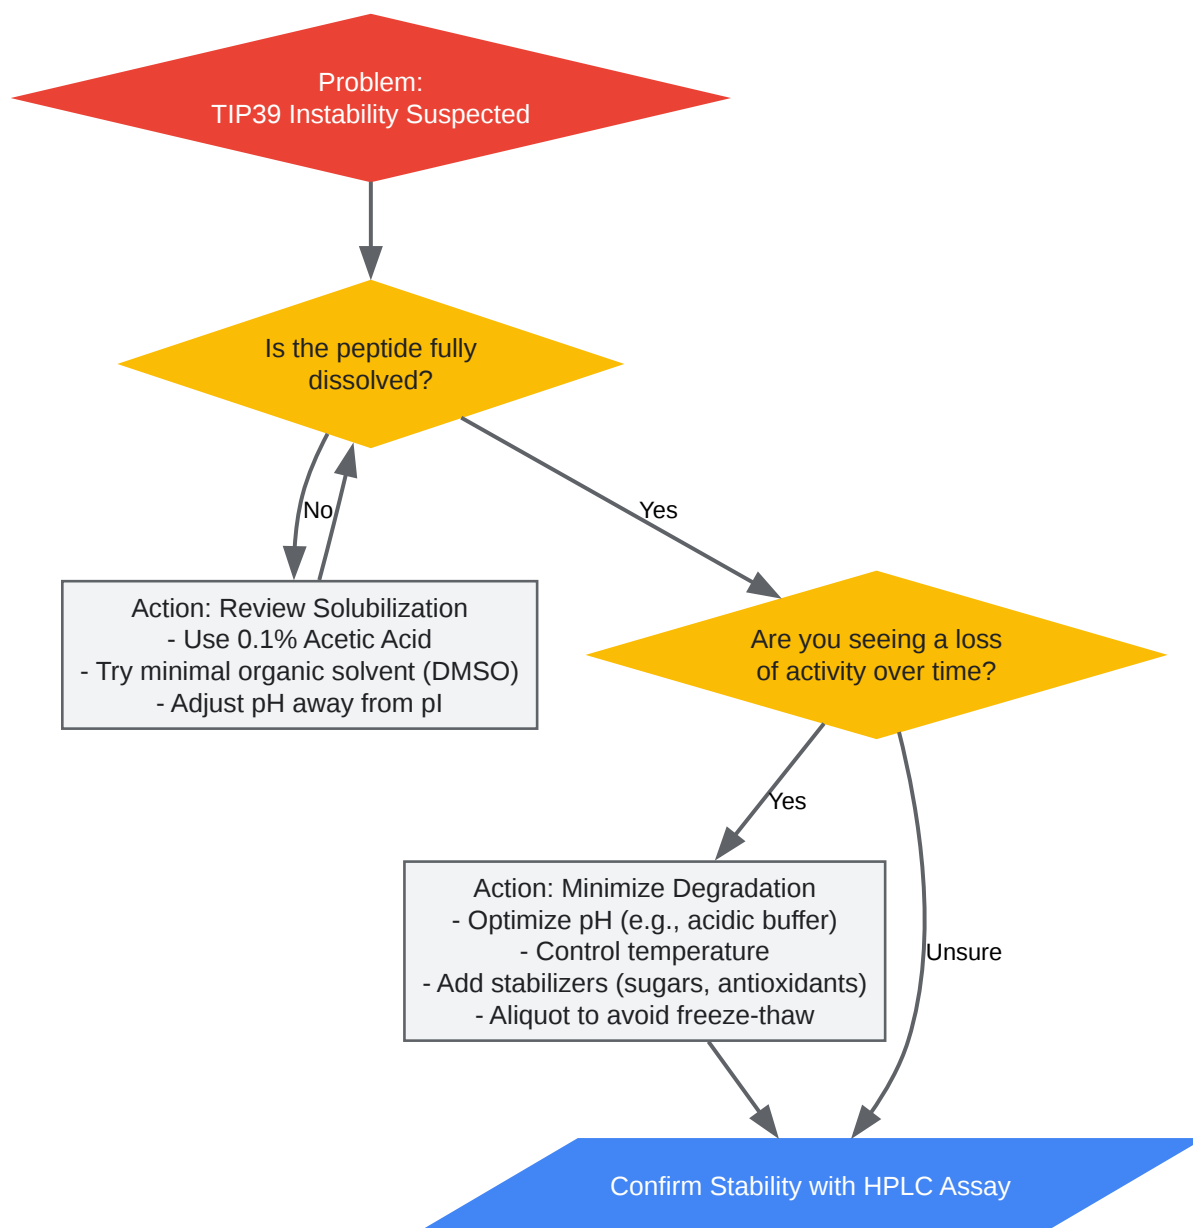 Problem:
TIP39 Instability Suspected
Is the peptide fully
dissolved?
No
Yes
Action: Review Solubilization
- Use 0.1% Acetic Acid
- Try minimal organic solvent (DMSO)
- Adjust pH away from pI
Are you seeing a loss
of activity over time?
Yes
Unsure
Action: Minimize Degradation
- Optimize pH (e.g., acidic buffer)
- Control temperature
- Add stabilizers (sugars, antioxidants)
- Aliquot to avoid freeze-thaw
Confirm Stability with HPLC Assay